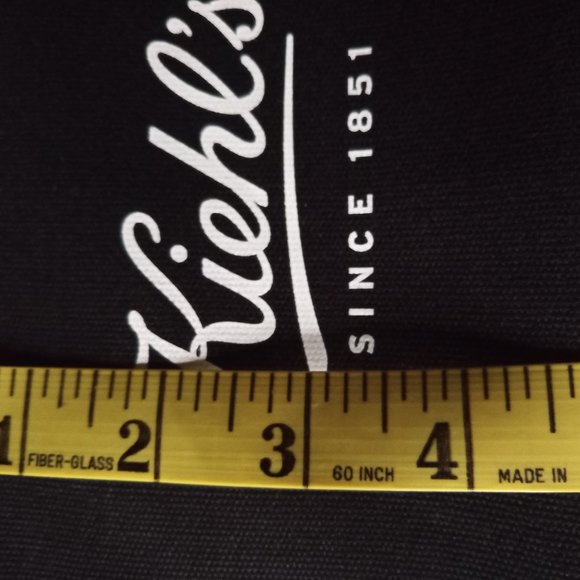 Kiehl's
SINCE 1851
1 FIBER-GLASS 2 3 60 INCH 4 MADE IN